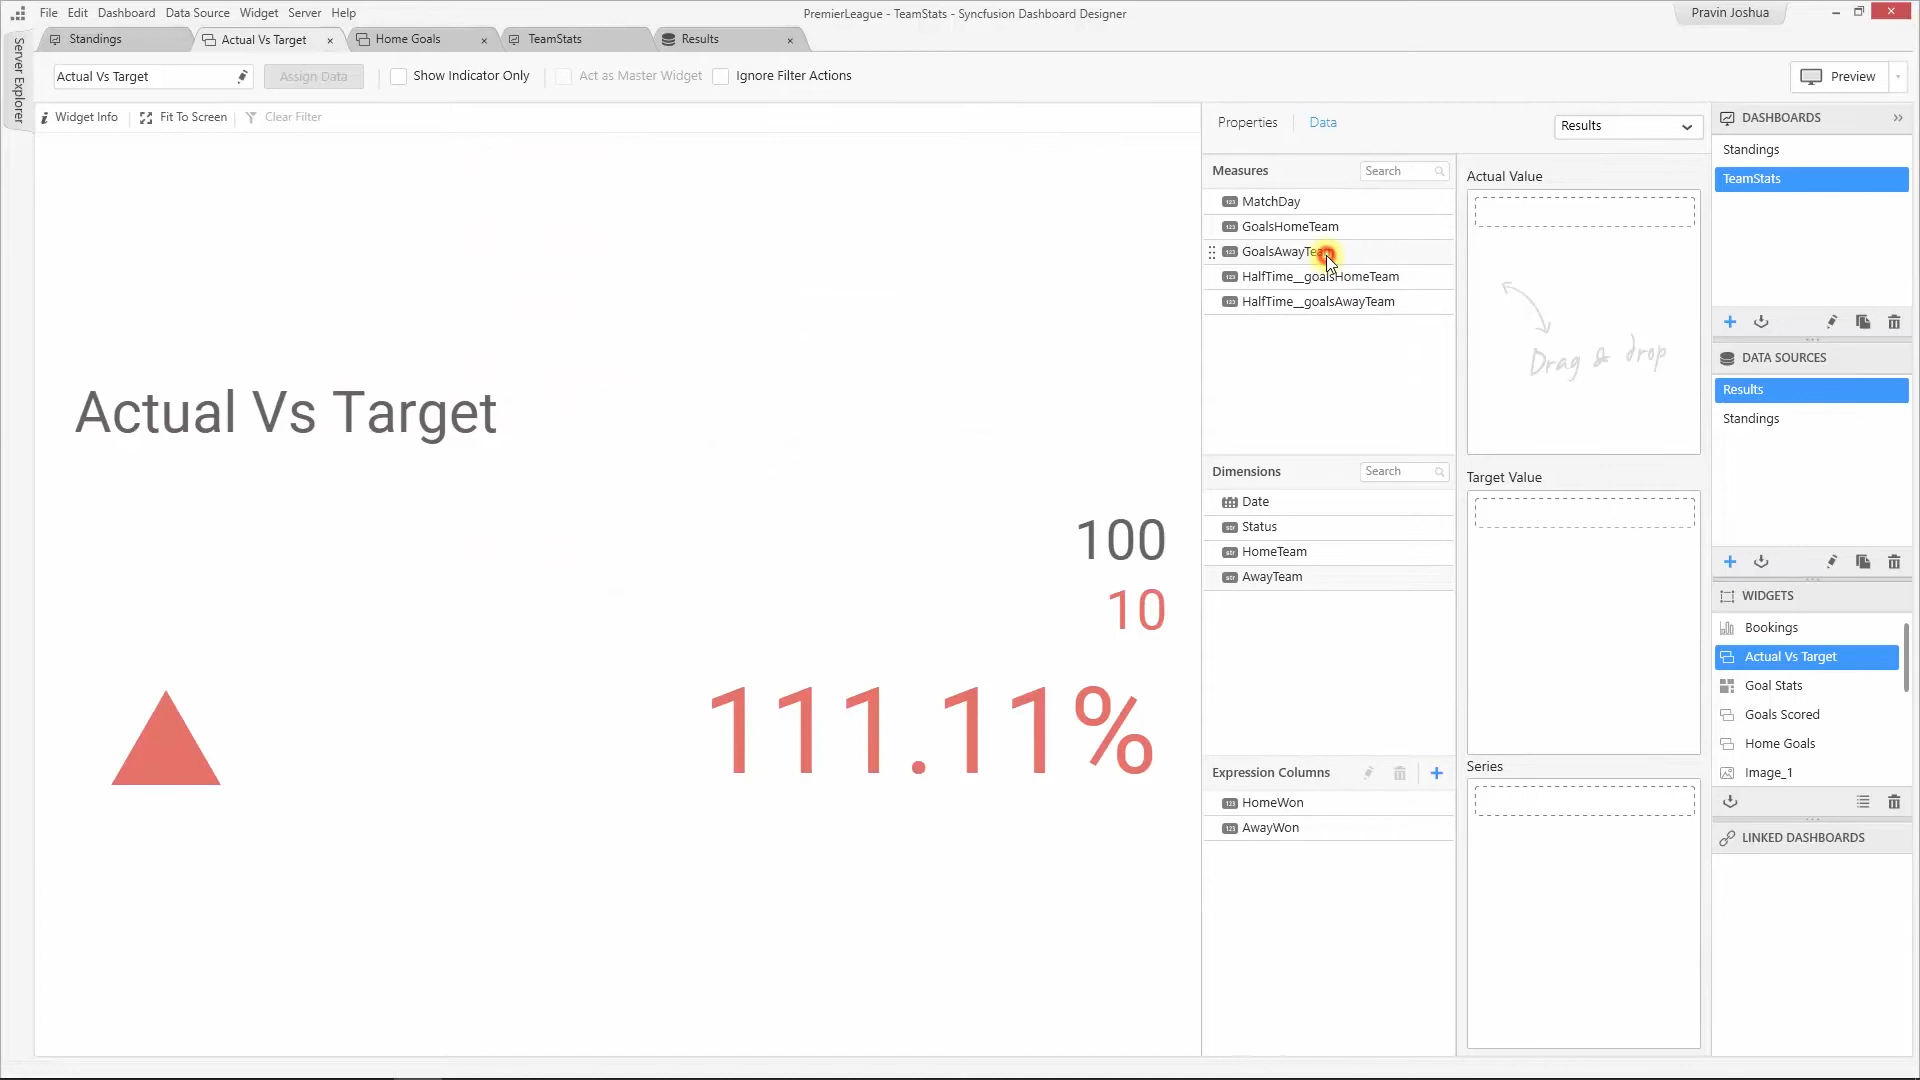 File Edit Dashboard Data Source Widget Server Help
PremierLeague - TeamStats - Syncfusion Dashboard Designer
Pravin Joshua
Server Explorer
Standings
Actual Vs Target
Home Goals
TeamStats
Results
Actual Vs Target
Assign Data
Show Indicator Only
Act as Master Widget
Ignore Filter Actions
Preview
Widget Info
Fit To Screen
Clear Filter
Actual Vs Target
100
10
111.11%
Properties
Data
Results
Measures
Search
MatchDay
GoalsHomeTeam
GoalsAwayTeam
HalfTime__goalsHomeTeam
HalfTime__goalsAwayTeam
Dimensions
Search
Date
Status
HomeTeam
AwayTeam
Expression Columns
HomeWon
AwayWon
Actual Value
Drag & drop
Target Value
Series
DASHBOARDS
Standings
TeamStats
DATA SOURCES
Results
Standings
WIDGETS
Bookings
Actual Vs Target
Goal Stats
Goals Scored
Home Goals
Image_1
LINKED DASHBOARDS